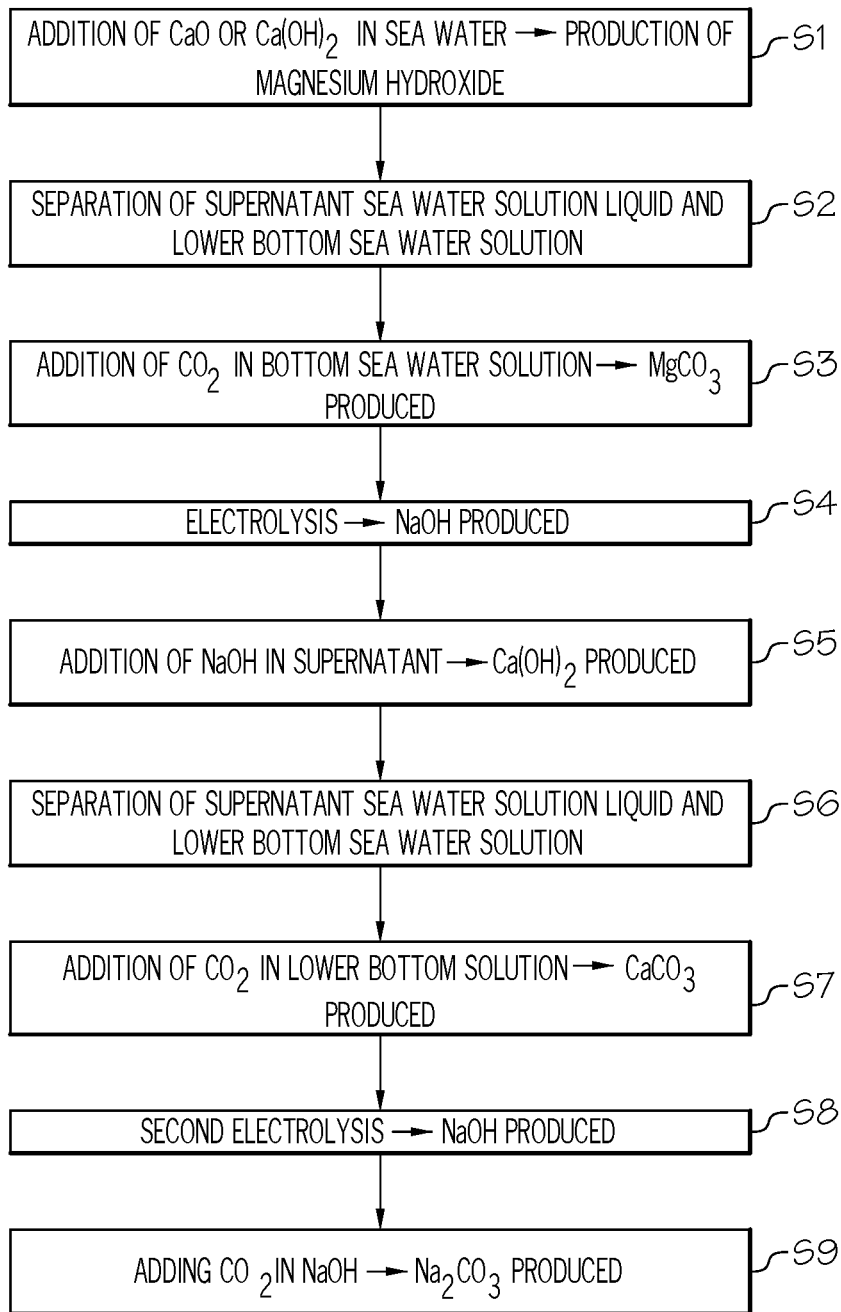 ADDITION OF CaO OR Ca(OH)2 IN SEA WATER → PRODUCTION OF
MAGNESIUM HYDROXIDE
S1
SEPARATION OF SUPERNATANT SEA WATER SOLUTION LIQUID AND
LOWER BOTTOM SEA WATER SOLUTION
S2
ADDITION OF CO2 IN BOTTOM SEA WATER SOLUTION → MgCO3
PRODUCED
S3
ELECTROLYSIS → NaOH PRODUCED
S4
ADDITION OF NaOH IN SUPERNATANT → Ca(OH)2 PRODUCED
S5
SEPARATION OF SUPERNATANT SEA WATER SOLUTION LIQUID AND
LOWER BOTTOM SEA WATER SOLUTION
S6
ADDITION OF CO2 IN LOWER BOTTOM SOLUTION → CaCO3
PRODUCED
S7
SECOND ELECTROLYSIS → NaOH PRODUCED
S8
ADDING CO2 IN NaOH → Na2CO3 PRODUCED
S9